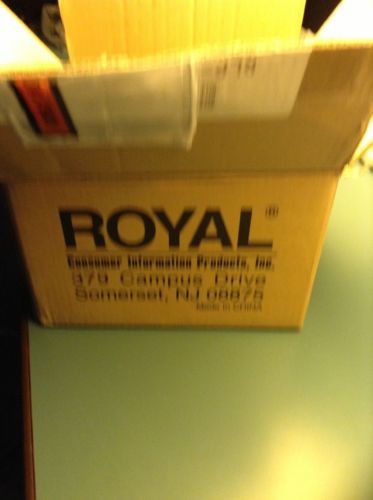 ROYAL®
Consumer Information Products, Inc.
379 Campus Drive
Somerset, NJ 08875
Made in CHINA